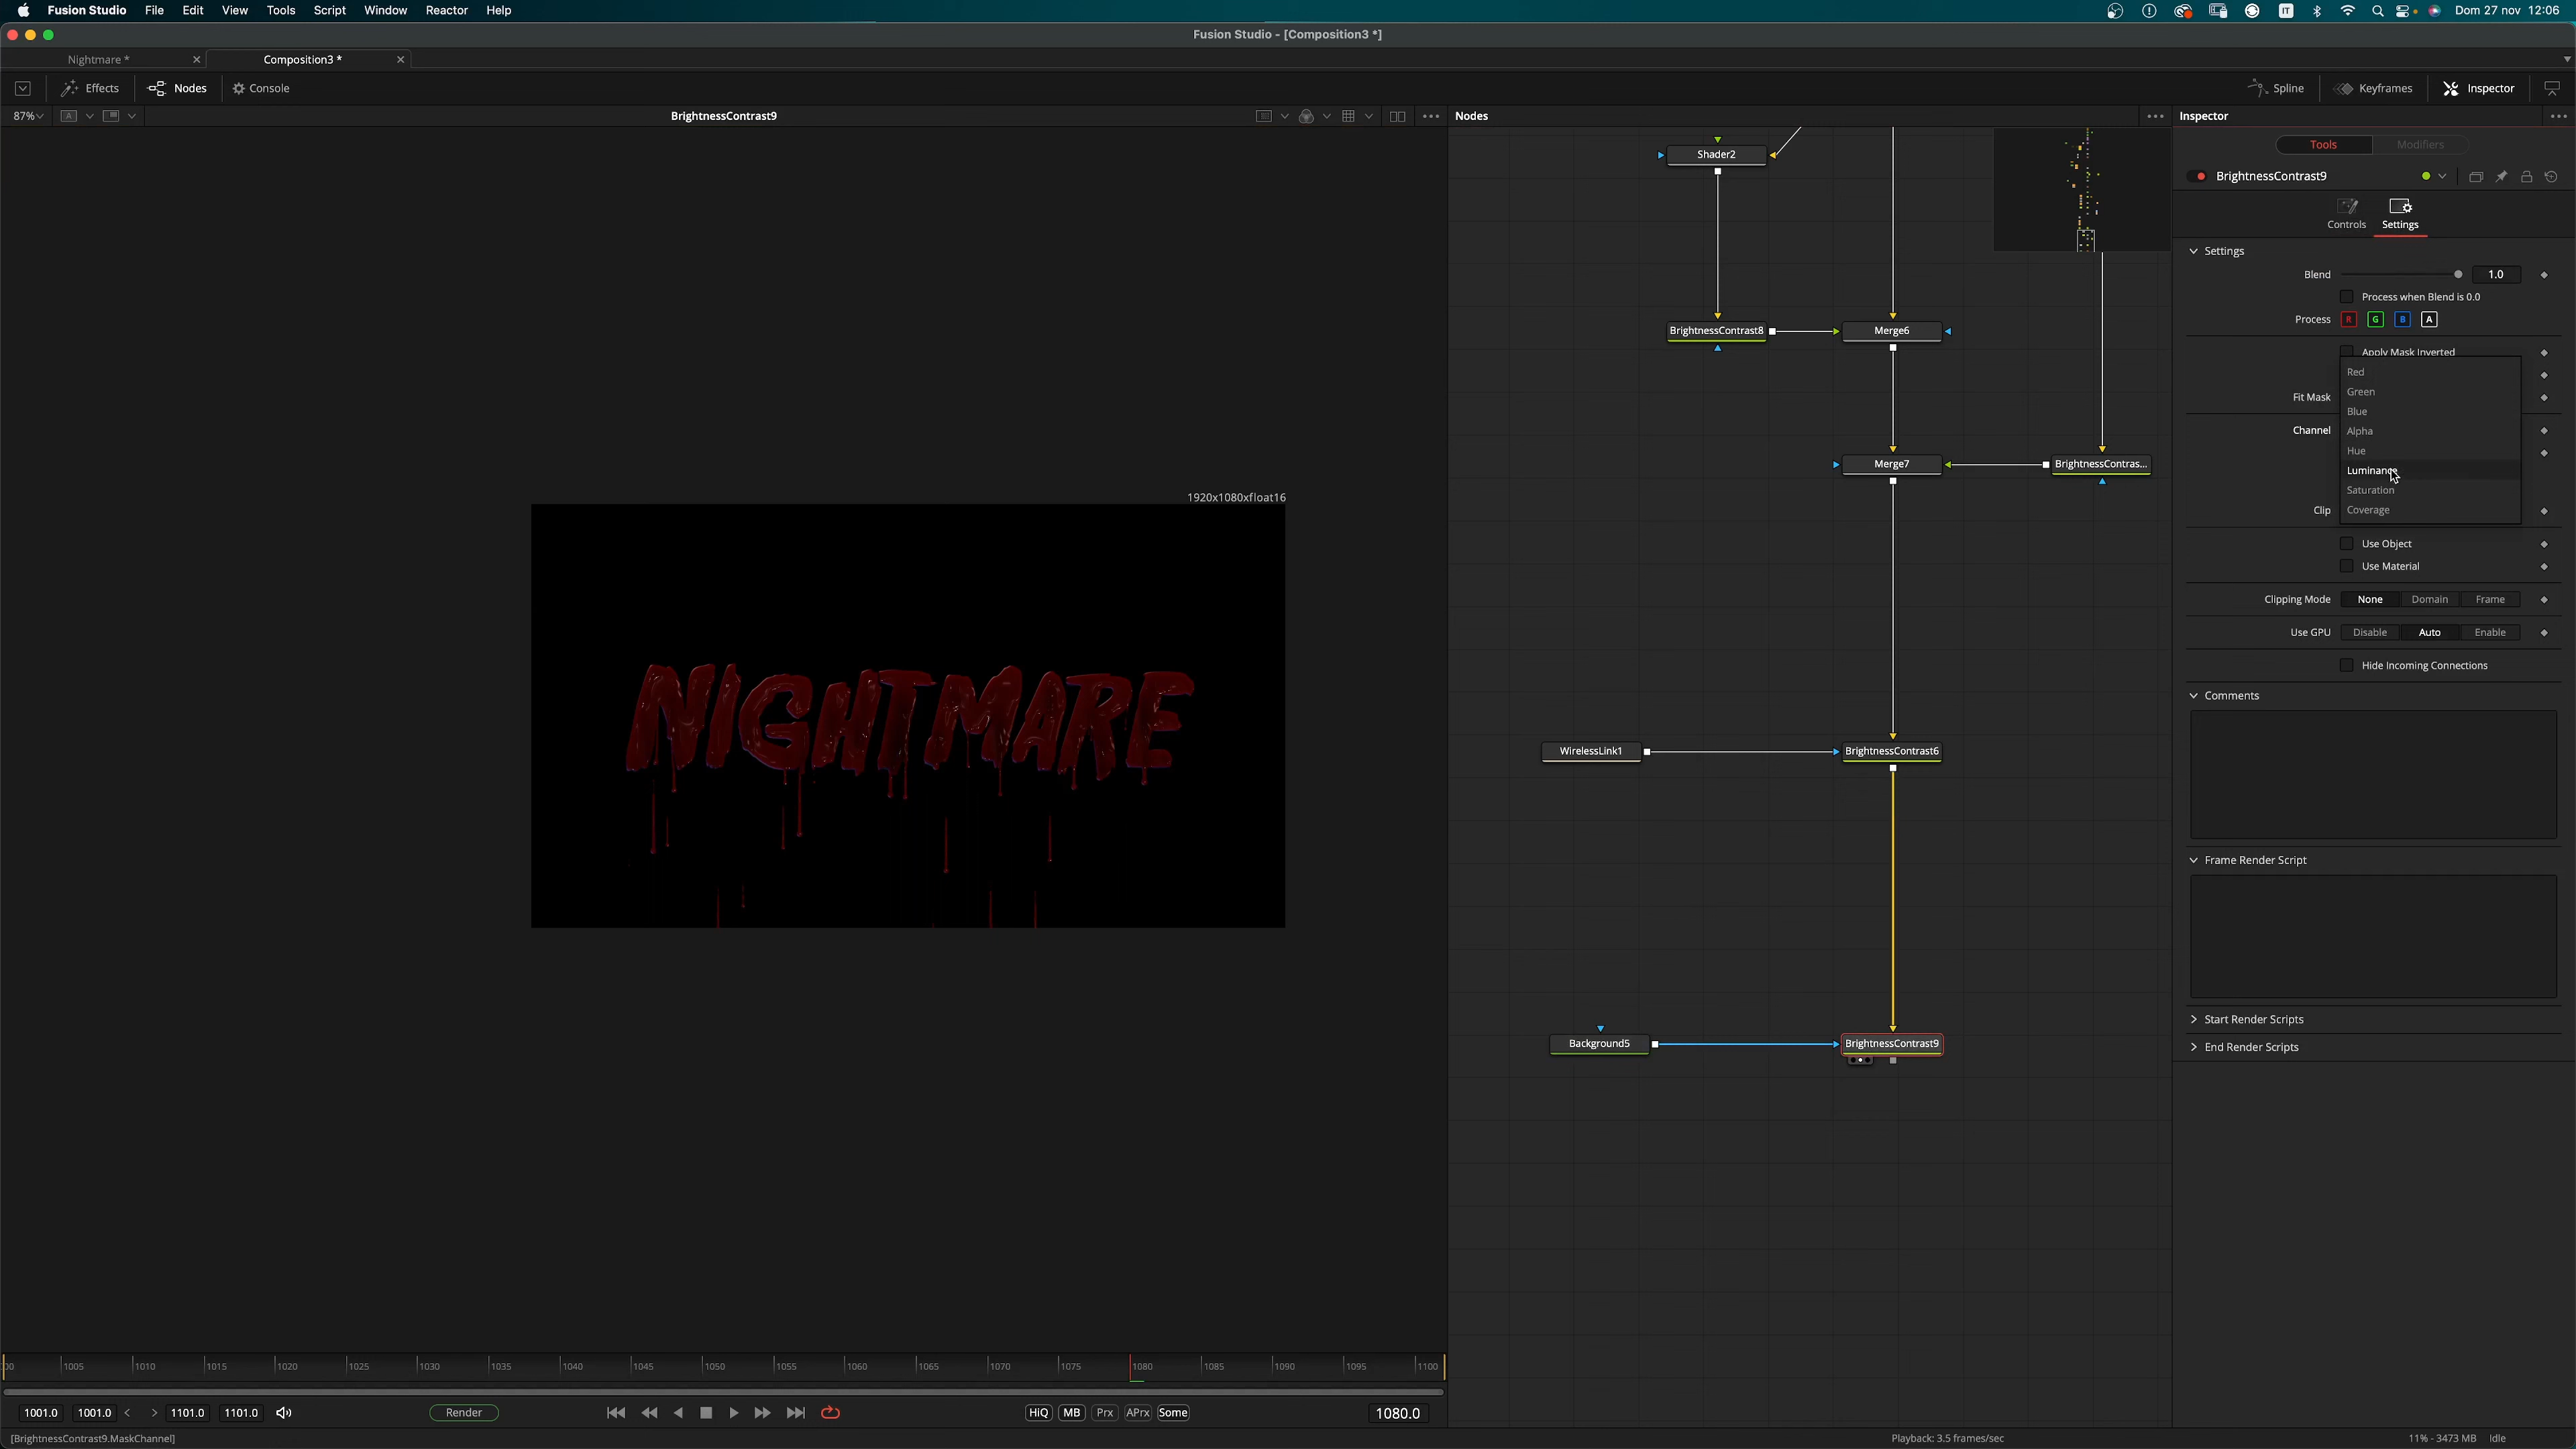 Fusion Studio File Edit View Tools Script Window Reactor Help IT Dom 27 nov 12:06
Fusion Studio - [Composition3 *]
Nightmare * Composition3 *
Effects Nodes Console Spline Keyframes Inspector
87% A BrightnessContrast9 Nodes Inspector
Tools Modifiers
BrightnessContrast9
Controls Settings
Settings
Blend 1.0
Process when Blend is 0.0
Process R G B A
Apply Mask Inverted
Red
Green
Fit Mask
Blue
Channel
Alpha
Hue
Luminance
Saturation
Clip
Coverage
Use Object
Use Material
Clipping Mode None Domain Frame
Use GPU Disable Auto Enable
Hide Incoming Connections
Comments
Frame Render Script
Start Render Scripts
End Render Scripts
Shader2
BrightnessContrast8 Merge6
Merge7 BrightnessContras...
WirelessLink1 BrightnessContrast6
Background5 BrightnessContrast9
1920x1080xfloat16
NIGHTMARE
1005 1010 1015 1020 1025 1030 1035 1040 1045 1050 1055 1060 1065 1070 1075 1080 1085 1090 1095 1100
1001.0 1001.0 < > 1101.0 1101.0 Render HiQ MB Prx APrx Some 1080.0
[BrightnessContrast9.MaskChannel] Playback: 3.5 frames/sec 11% - 3473 MB Idle